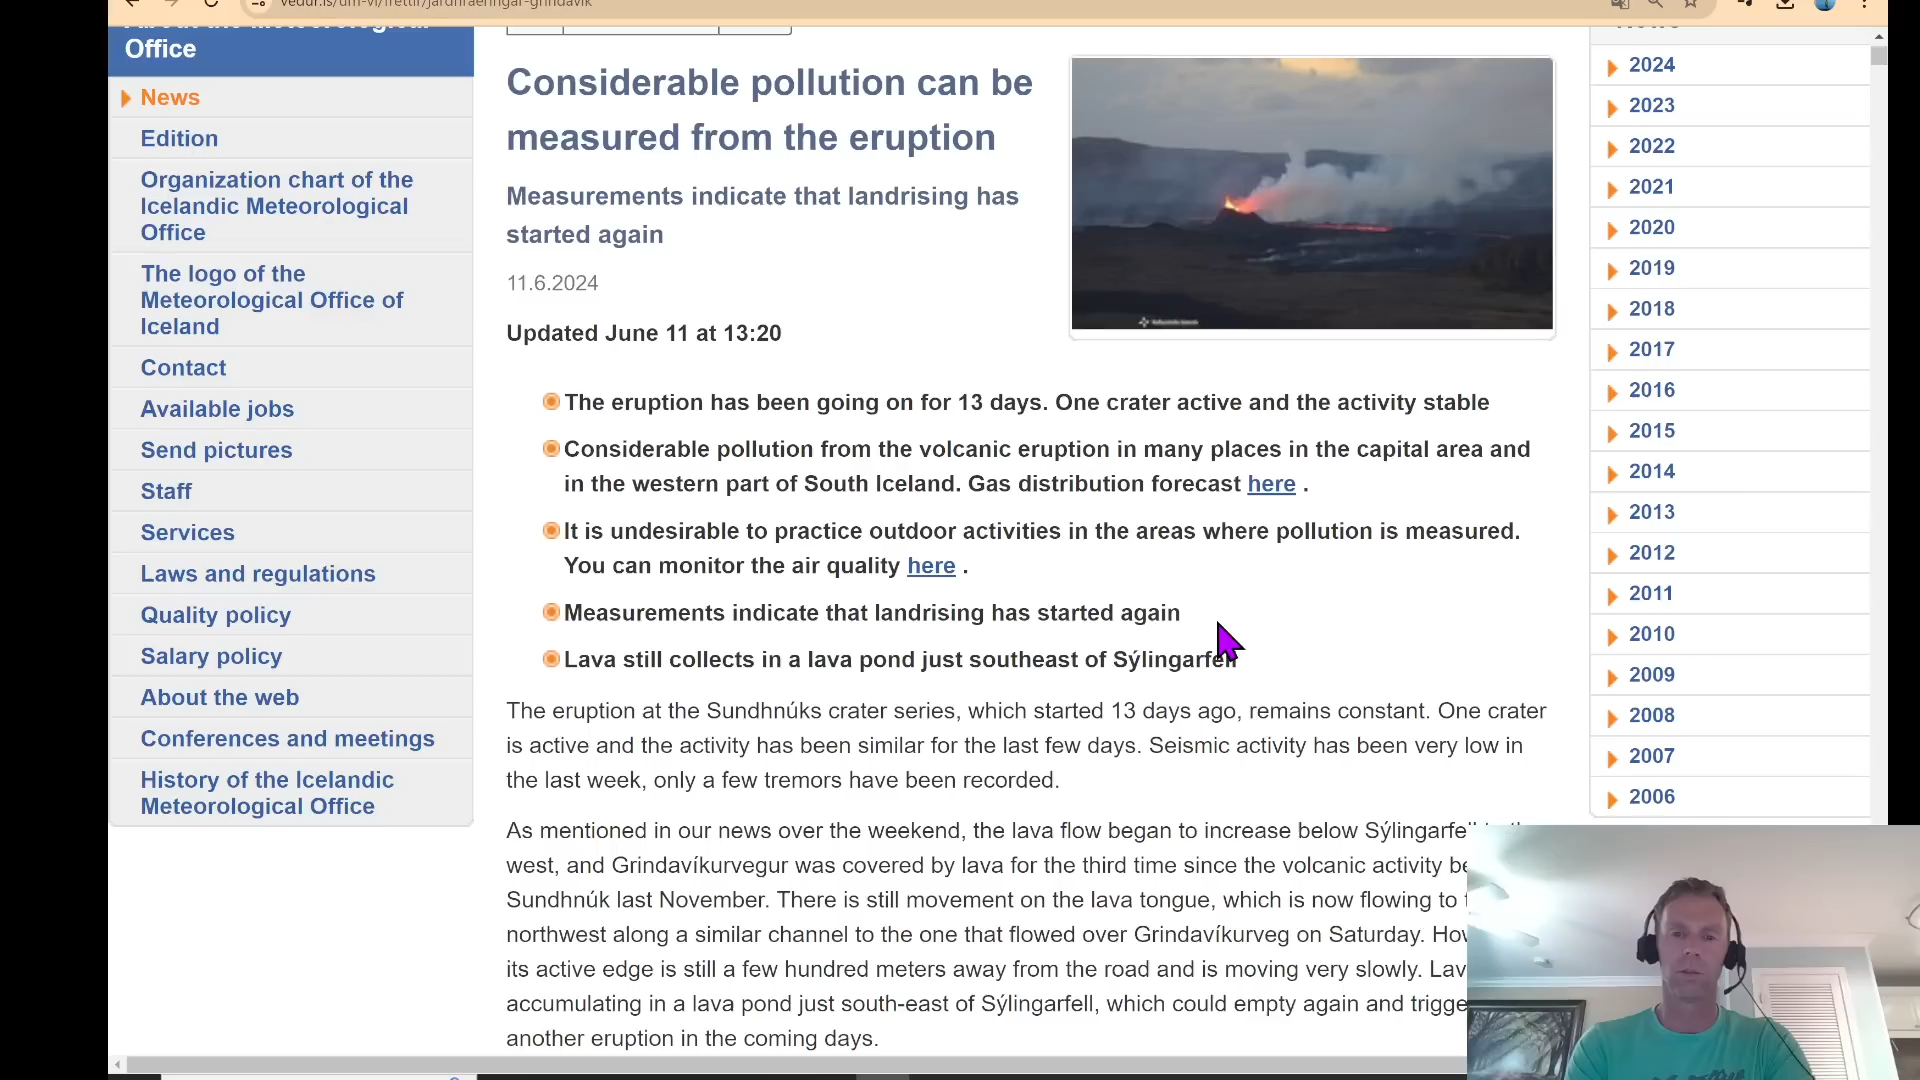 vedur.is/um-vi/frettir/jardhraeringar-grindavik
Office
News
Edition
Organization chart of the
Icelandic Meteorological
Office
The logo of the
Meteorological Office of
Iceland
Contact
Available jobs
Send pictures
Staff
Services
Laws and regulations
Quality policy
Salary policy
About the web
Conferences and meetings
History of the Icelandic
Meteorological Office
Considerable pollution can be
measured from the eruption
Measurements indicate that landrising has
started again
11.6.2024
Updated June 11 at 13:20
The eruption has been going on for 13 days. One crater active and the activity stable
Considerable pollution from the volcanic eruption in many places in the capital area and
in the western part of South Iceland. Gas distribution forecast here .
It is undesirable to practice outdoor activities in the areas where pollution is measured.
You can monitor the air quality here .
Measurements indicate that landrising has started again
Lava still collects in a lava pond just southeast of Sýlingarfell
The eruption at the Sundhnúks crater series, which started 13 days ago, remains constant. One crater
is active and the activity has been similar for the last few days. Seismic activity has been very low in
the last week, only a few tremors have been recorded.
As mentioned in our news over the weekend, the lava flow began to increase below Sýlingarfell
west, and Grindavíkurvegur was covered by lava for the third time since the volcanic activity be
Sundhnúk last November. There is still movement on the lava tongue, which is now flowing to
northwest along a similar channel to the one that flowed over Grindavíkurveg on Saturday. How
its active edge is still a few hundred meters away from the road and is moving very slowly. Lav
accumulating in a lava pond just south-east of Sýlingarfell, which could empty again and trigge
another eruption in the coming days.
2024
2023
2022
2021
2020
2019
2018
2017
2016
2015
2014
2013
2012
2011
2010
2009
2008
2007
2006